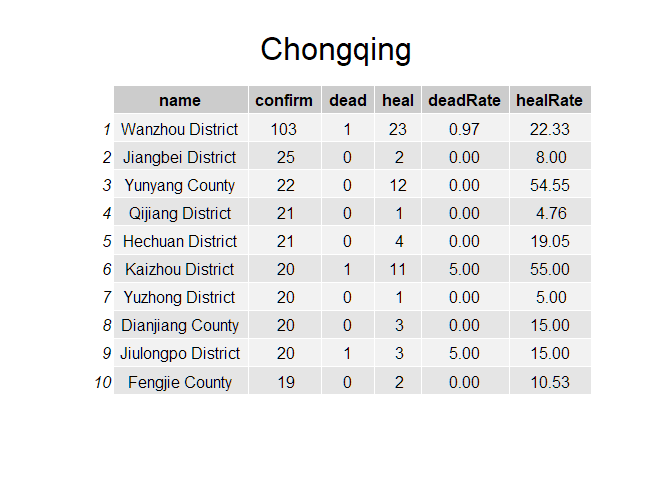 Chongqing
name confirm dead heal deadRate healRate
1 Wanzhou District 103 1 23 0.97 22.33
2 Jiangbei District 25 0 2 0.00 8.00
3 Yunyang County 22 0 12 0.00 54.55
4 Qijiang District 21 0 1 0.00 4.76
5 Hechuan District 21 0 4 0.00 19.05
6 Kaizhou District 20 1 11 5.00 55.00
7 Yuzhong District 20 0 1 0.00 5.00
8 Dianjiang County 20 0 3 0.00 15.00
9 Jiulongpo District 20 1 3 5.00 15.00
10 Fengjie County 19 0 2 0.00 10.53